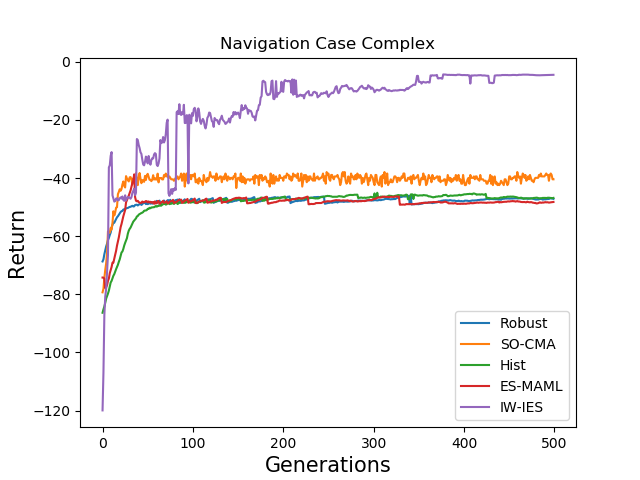 Navigation Case Complex
0
−20
−40
−60
−80
−100
−120
Return
0
100
200
300
400
500
Generations
Robust
SO-CMA
Hist
ES-MAML
IW-IES